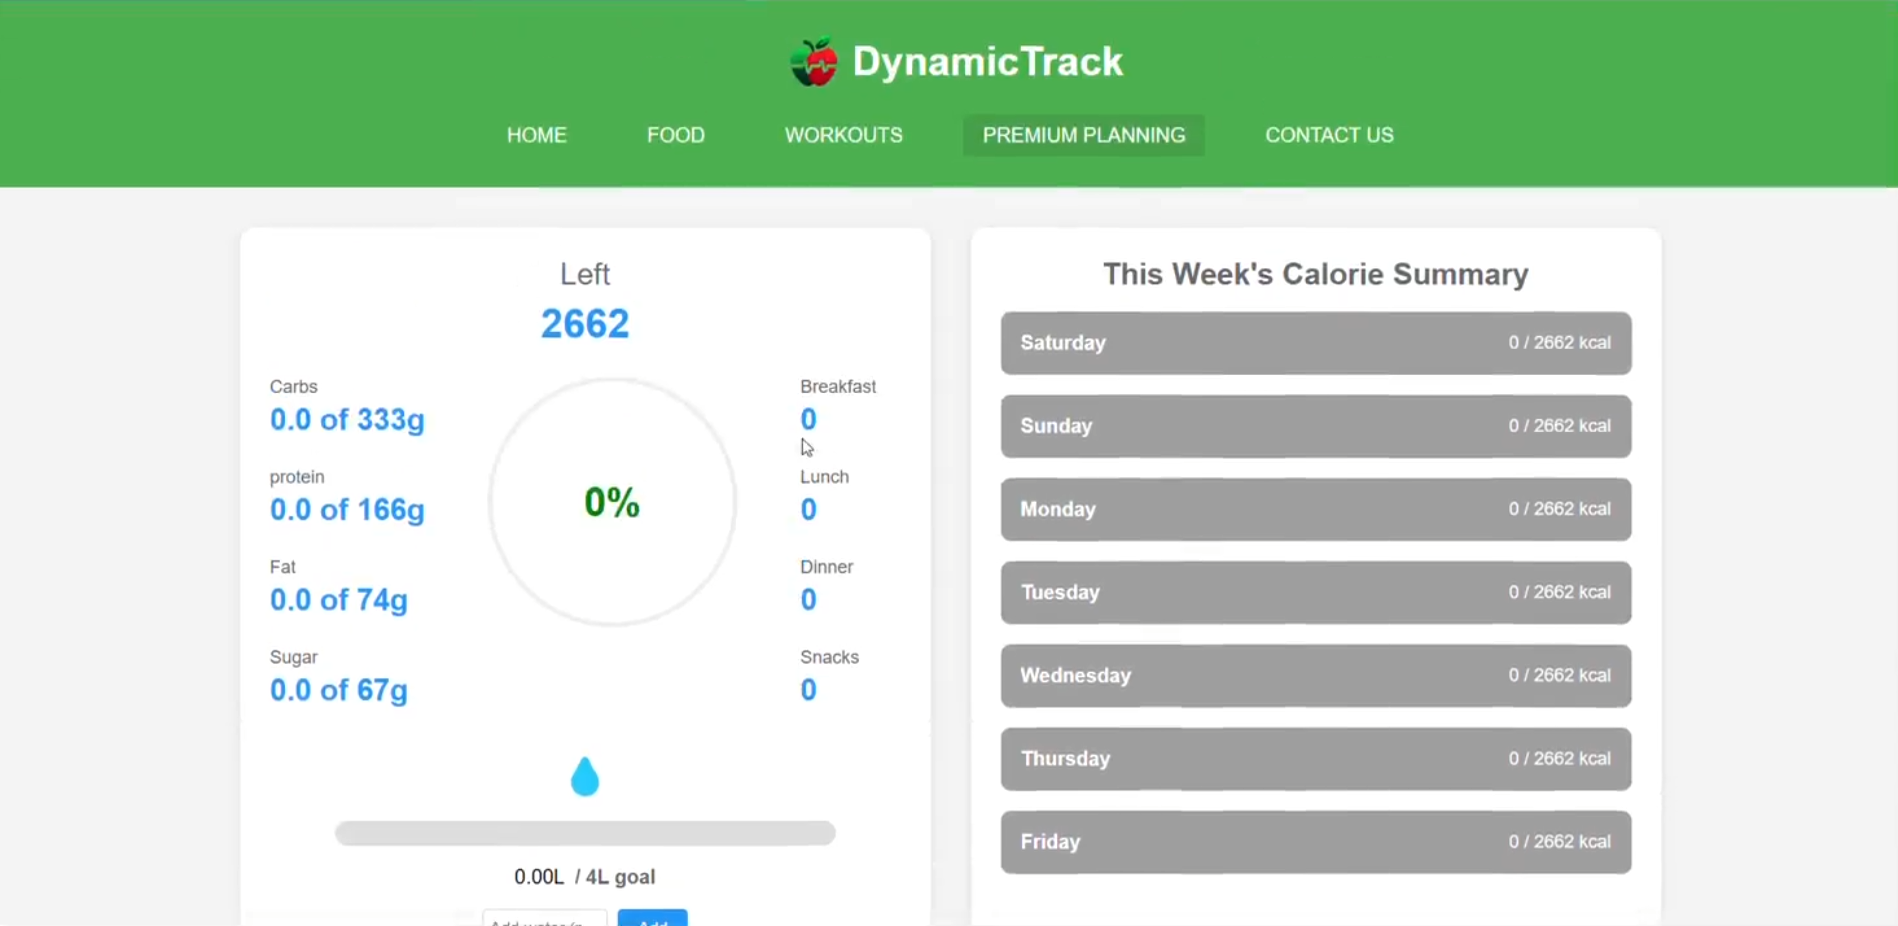 DynamicTrack
HOME FOOD WORKOUTS PREMIUM PLANNING CONTACT US
Left
2662
Carbs
0.0 of 333g
protein
0.0 of 166g
Fat
0.0 of 74g
Sugar
0.0 of 67g
0%
Breakfast
0
Lunch
0
Dinner
0
Snacks
0
0.00L / 4L goal
Add water
Add
This Week's Calorie Summary
Saturday 0 / 2662 kcal
Sunday 0 / 2662 kcal
Monday 0 / 2662 kcal
Tuesday 0 / 2662 kcal
Wednesday 0 / 2662 kcal
Thursday 0 / 2662 kcal
Friday 0 / 2662 kcal